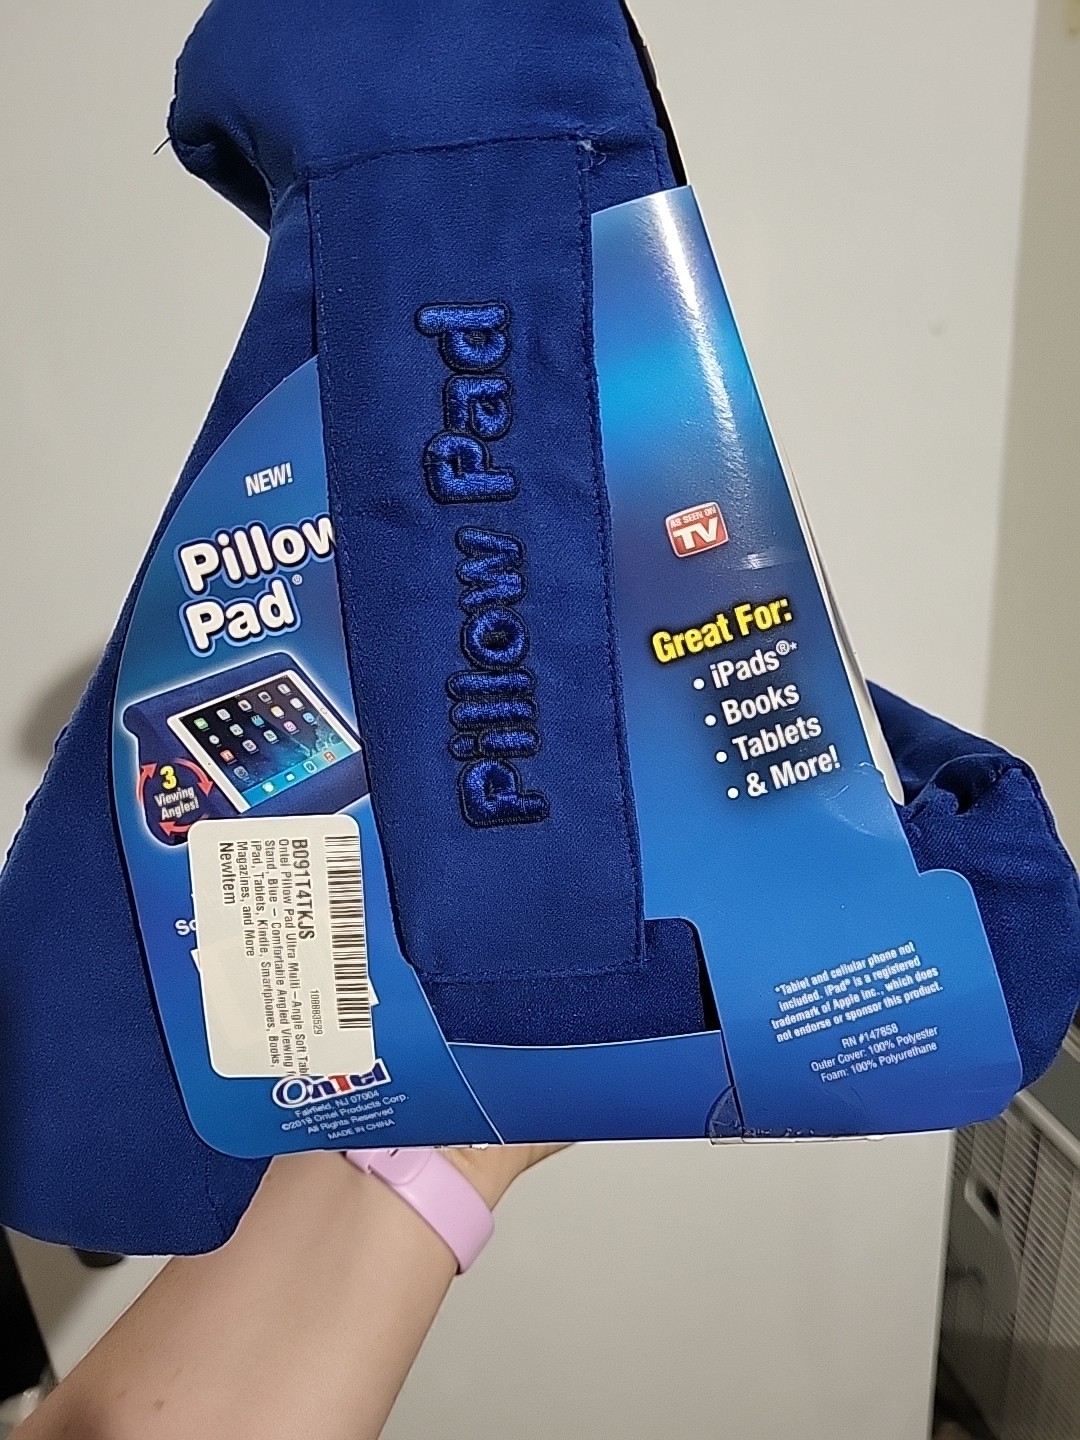 NEW!
Pillow
Pad®
3
Viewing
Angles!
B091T4TKJS
108883529
Ontel Pillow Pad Ultra Multi-Angle Soft Tab
Stand, Blue - Comfortable Angled Viewing
iPad, Tablets, Kindle, Smartphones, Books,
Magazines, and More
NewItem
Ontel
Fairfield, NJ 07004
©2018 Ontel Products Corp.
All Rights Reserved
MADE IN CHINA
Pillow Pad
AS SEEN ON
TV
Great For:
• iPads®*
• Books
• Tablets
• & More!
*Tablet and cellular phone not
included. iPad® is a registered
trademark of Apple Inc., which does
not endorse or sponsor this product.
RN #147858
Outer Cover: 100% Polyester
Foam: 100% Polyurethane